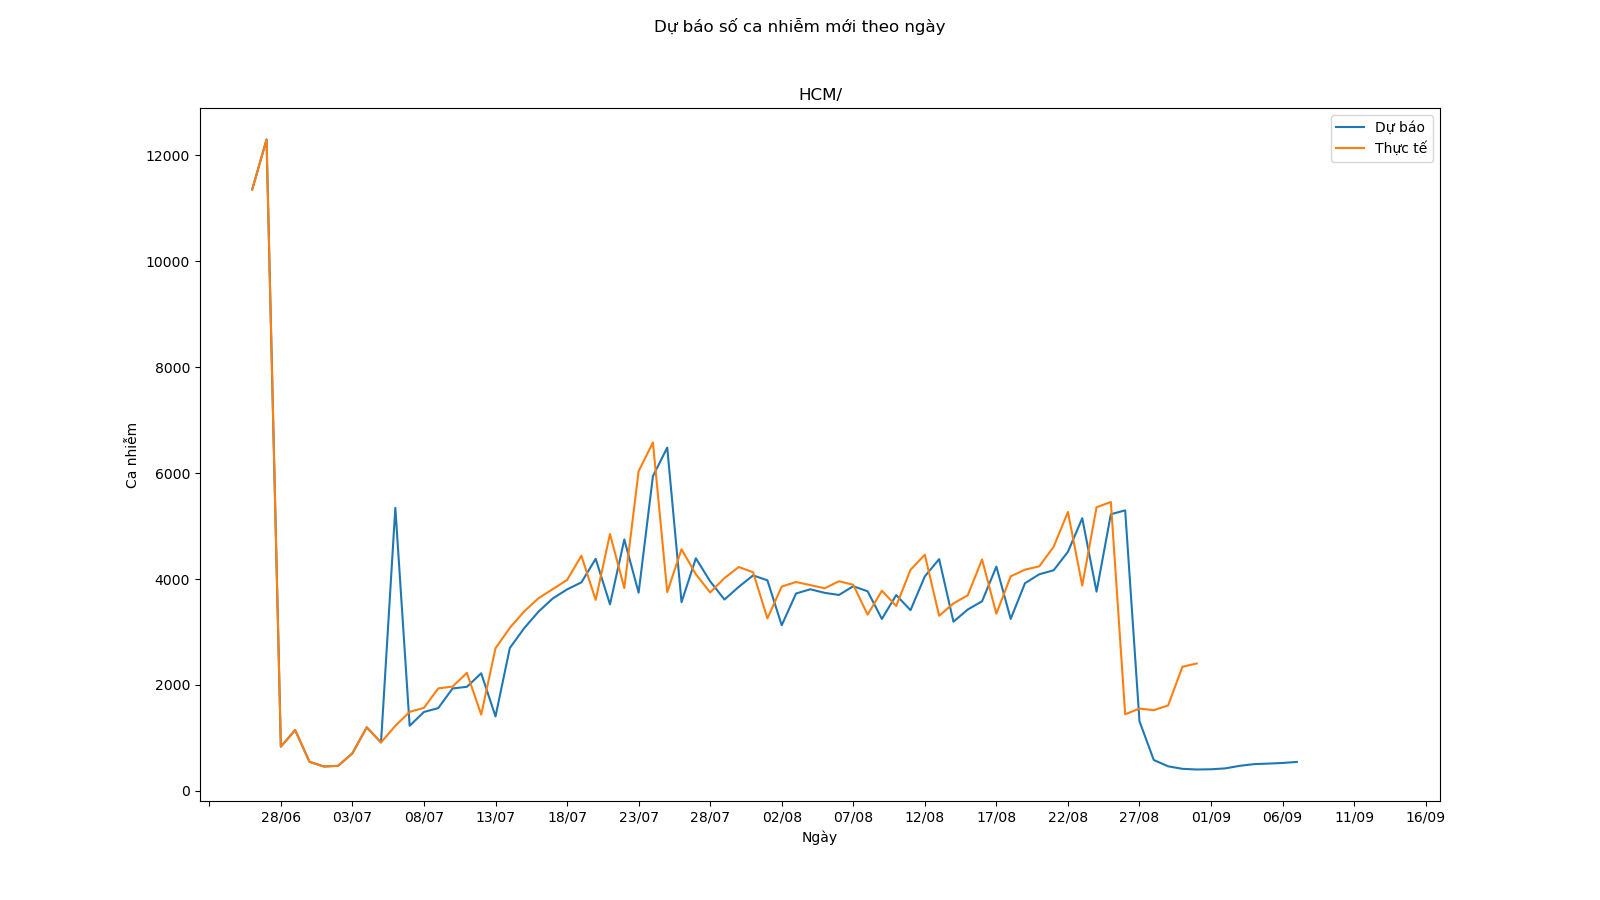 Dự báo số ca nhiễm mới theo ngày
HCM/
Dự báo
Thực tế
12000
10000
8000
6000
4000
2000
0
Ca nhiễm
28/06 03/07 08/07 13/07 18/07 23/07 28/07 02/08 07/08 12/08 17/08 22/08 27/08 01/09 06/09 11/09 16/09
Ngày